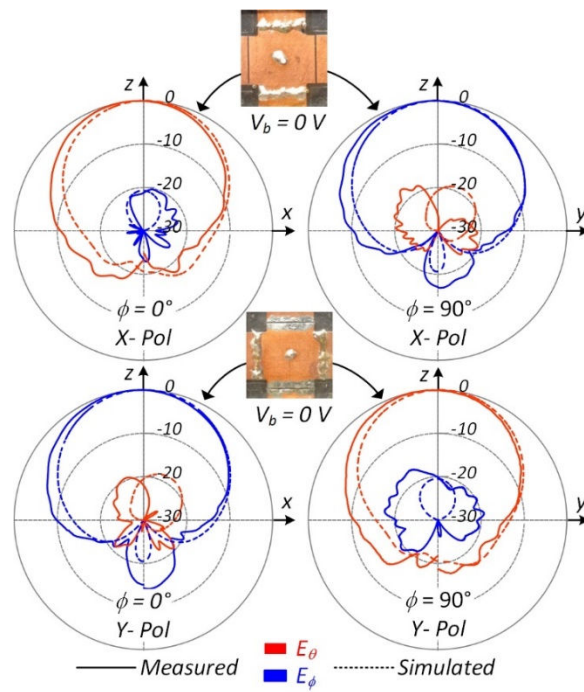 z
0
-10
-20
-30
x
ϕ = 0°
X- Pol
V_b = 0 V
z
0
-10
-20
-30
y
ϕ = 90°
X- Pol
z
0
-10
-20
-30
x
ϕ = 0°
Y- Pol
V_b = 0 V
z
0
-10
-20
-30
y
ϕ = 90°
Y- Pol
E_θ
Measured E_ϕ Simulated